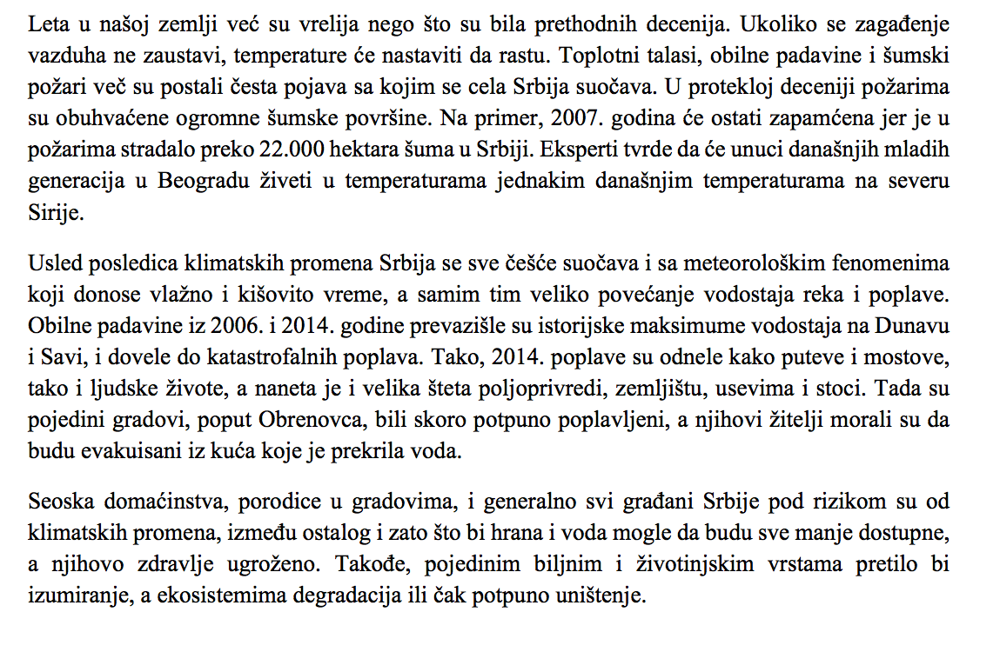 Leta u našoj zemlji već su vrelija nego što su bila prethodnih decenija. Ukoliko se zagađenje
vazduha ne zaustavi, temperature će nastaviti da rastu. Toplotni talasi, obilne padavine i šumski
požari več su postali česta pojava sa kojim se cela Srbija suočava. U protekloj deceniji požarima
su obuhvaćene ogromne šumske površine. Na primer, 2007. godina će ostati zapamćena jer je u
požarima stradalo preko 22.000 hektara šuma u Srbiji. Eksperti tvrde da će unuci današnjih mladih
generacija u Beogradu živeti u temperaturama jednakim današnjim temperaturama na severu
Sirije.
Usled posledica klimatskih promena Srbija se sve češće suočava i sa meteorološkim fenomenima
koji donose vlažno i kišovito vreme, a samim tim veliko povećanje vodostaja reka i poplave.
Obilne padavine iz 2006. i 2014. godine prevazišle su istorijske maksimume vodostaja na Dunavu
i Savi, i dovele do katastrofalnih poplava. Tako, 2014. poplave su odnele kako puteve i mostove,
tako i ljudske živote, a naneta je i velika šteta poljoprivredi, zemljištu, usevima i stoci. Tada su
pojedini gradovi, poput Obrenovca, bili skoro potpuno poplavljeni, a njihovi žitelji morali su da
budu evakuisani iz kuća koje je prekrila voda.
Seoska domaćinstva, porodice u gradovima, i generalno svi građani Srbije pod rizikom su od
klimatskih promena, između ostalog i zato što bi hrana i voda mogle da budu sve manje dostupne,
a njihovo zdravlje ugroženo. Takođe, pojedinim biljnim i životinjskim vrstama pretilo bi
izumiranje, a ekosistemima degradacija ili čak potpuno uništenje.